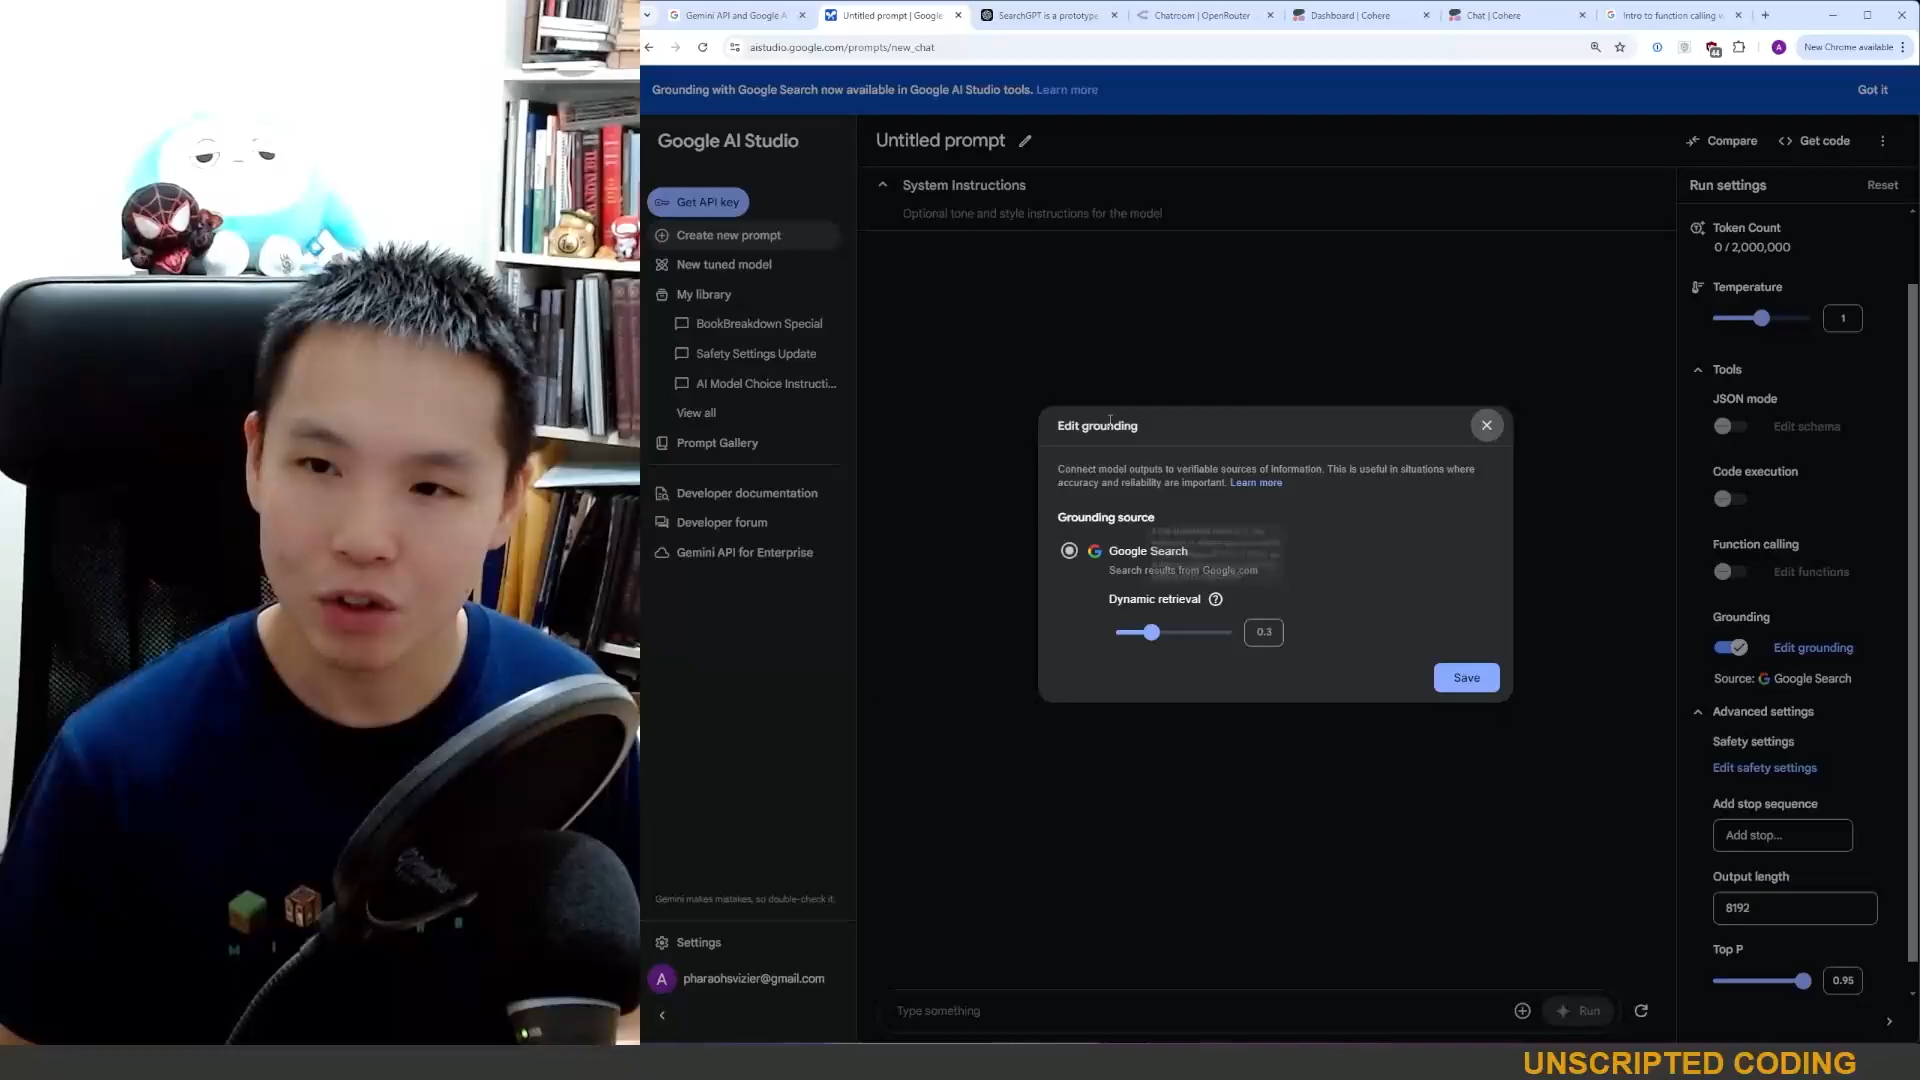 Gemini API and Google A
Untitled prompt | Google
SearchGPT is a prototype
Chatroom | OpenRouter
Dashboard | Cohere
Chat | Cohere
Intro to function calling w
aistudio.google.com/prompts/new_chat
44
A
New Chrome available
Grounding with Google Search now available in Google AI Studio tools. Learn more
Got it
Google AI Studio
Untitled prompt
Compare
Get code
Get API key
Create new prompt
New tuned model
My library
BookBreakdown Special
Safety Settings Update
AI Model Choice Instructi...
View all
Prompt Gallery
Developer documentation
Developer forum
Gemini API for Enterprise
Gemini makes mistakes, so double-check it.
Settings
A
pharaohsvizier@gmail.com
System Instructions
Optional tone and style instructions for the model
Edit grounding
Connect model outputs to verifiable sources of information. This is useful in situations where
accuracy and reliability are important. Learn more
Grounding source
Google Search
Search results from Google.com
Dynamic retrieval
0.3
Save
Type something
Run
Run settings
Reset
Token Count
0 / 2,000,000
Temperature
1
Tools
JSON mode
Edit schema
Code execution
Function calling
Edit functions
Grounding
Edit grounding
Source: Google Search
Advanced settings
Safety settings
Edit safety settings
Add stop sequence
Add stop...
Output length
8192
Top P
0.95
UNSCRIPTED CODING